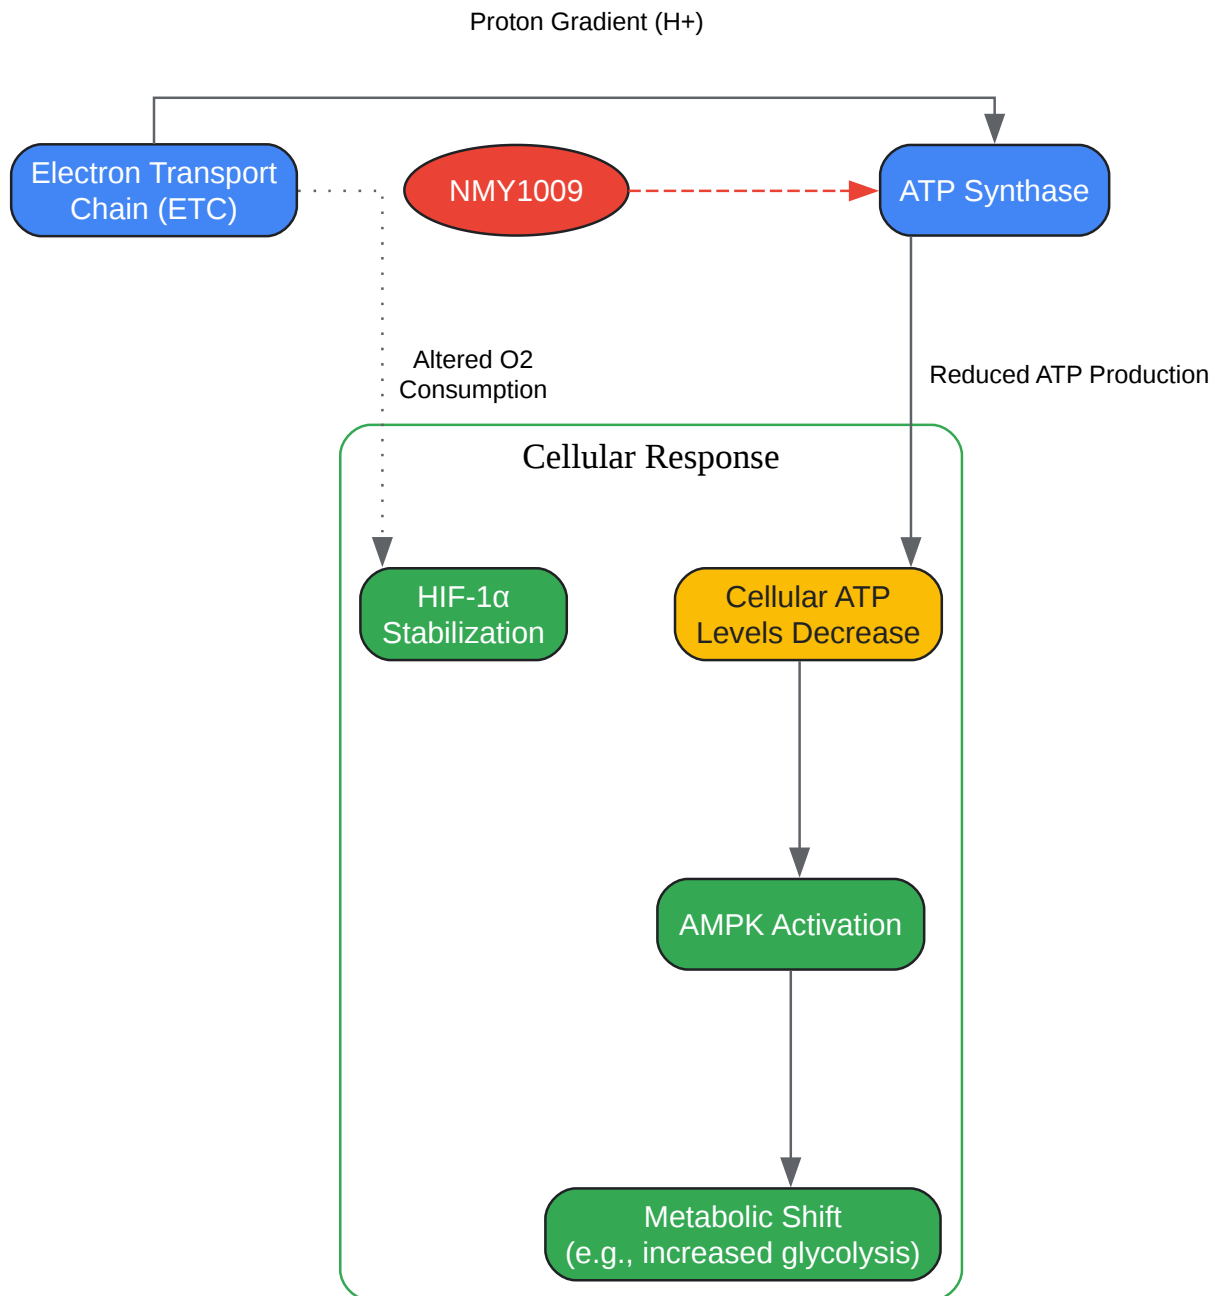 Proton Gradient (H+)
Electron Transport
Chain (ETC)
NMY1009
ATP Synthase
Altered O2
Consumption
Reduced ATP Production
Cellular Response
HIF-1α
Stabilization
Cellular ATP
Levels Decrease
AMPK Activation
Metabolic Shift
(e.g., increased glycolysis)